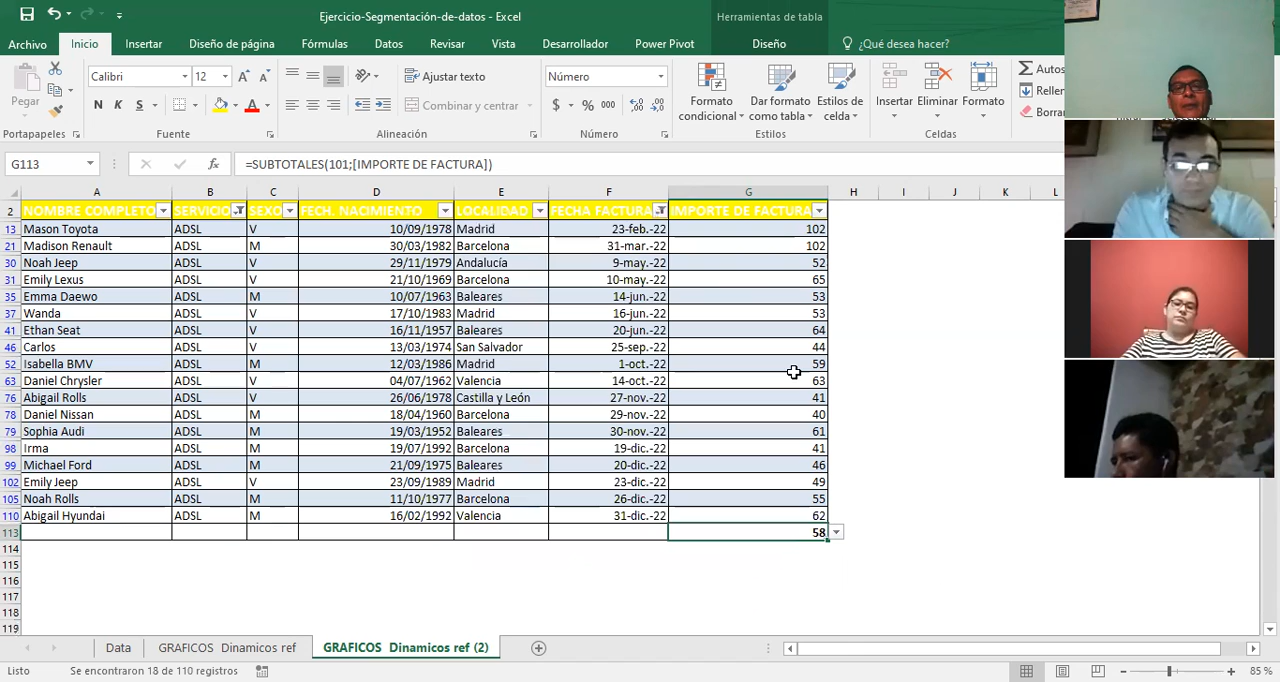 Ejercicio-Segmentación-de-datos - Excel
Herramientas de tabla
Archivo Inicio Insertar Diseño de página Fórmulas Datos Revisar Vista Desarrollador Power Pivot Diseño ¿Qué desea hacer?
Pegar
Calibri 12
N K S
Ajustar texto
Combinar y centrar
Número
$ % 000
Formato condicional
Dar formato como tabla
Estilos de celda
Insertar Eliminar Formato
Autos
Rellen
Borra
Portapapeles Fuente Alineación Número Estilos Celdas
G113 fx =SUBTOTALES(101;[IMPORTE DE FACTURA])
A B C D E F G H I J K L
2 NOMBRE COMPLETO SERVICIO SEXO FECH. NACIMIENTO LOCALIDAD FECHA FACTURA IMPORTE DE FACTURA
13 Mason Toyota ADSL V 10/09/1978 Madrid 23-feb.-22 102
21 Madison Renault ADSL M 30/03/1982 Barcelona 31-mar.-22 102
30 Noah Jeep ADSL V 29/11/1979 Andalucía 9-may.-22 52
31 Emily Lexus ADSL V 21/10/1969 Barcelona 10-may.-22 65
35 Emma Daewo ADSL M 10/07/1963 Baleares 14-jun.-22 53
37 Wanda ADSL V 17/10/1983 Madrid 16-jun.-22 53
41 Ethan Seat ADSL V 16/11/1957 Baleares 20-jun.-22 64
46 Carlos ADSL V 13/03/1974 San Salvador 25-sep.-22 44
52 Isabella BMV ADSL M 12/03/1986 Madrid 1-oct.-22 59
63 Daniel Chrysler ADSL V 04/07/1962 Valencia 14-oct.-22 63
76 Abigail Rolls ADSL V 26/06/1978 Castilla y León 27-nov.-22 41
78 Daniel Nissan ADSL M 18/04/1960 Barcelona 29-nov.-22 40
79 Sophia Audi ADSL M 19/03/1952 Baleares 30-nov.-22 61
98 Irma ADSL M 19/07/1992 Barcelona 19-dic.-22 41
99 Michael Ford ADSL M 21/09/1975 Baleares 20-dic.-22 46
102 Emily Jeep ADSL V 23/09/1989 Madrid 23-dic.-22 49
105 Noah Rolls ADSL M 11/10/1977 Barcelona 26-dic.-22 55
110 Abigail Hyundai ADSL M 16/02/1992 Valencia 31-dic.-22 62
113 58
114
115
116
117
118
119
Data GRAFICOS Dinamicos ref GRAFICOS Dinamicos ref (2)
Listo Se encontraron 18 de 110 registros 85 %